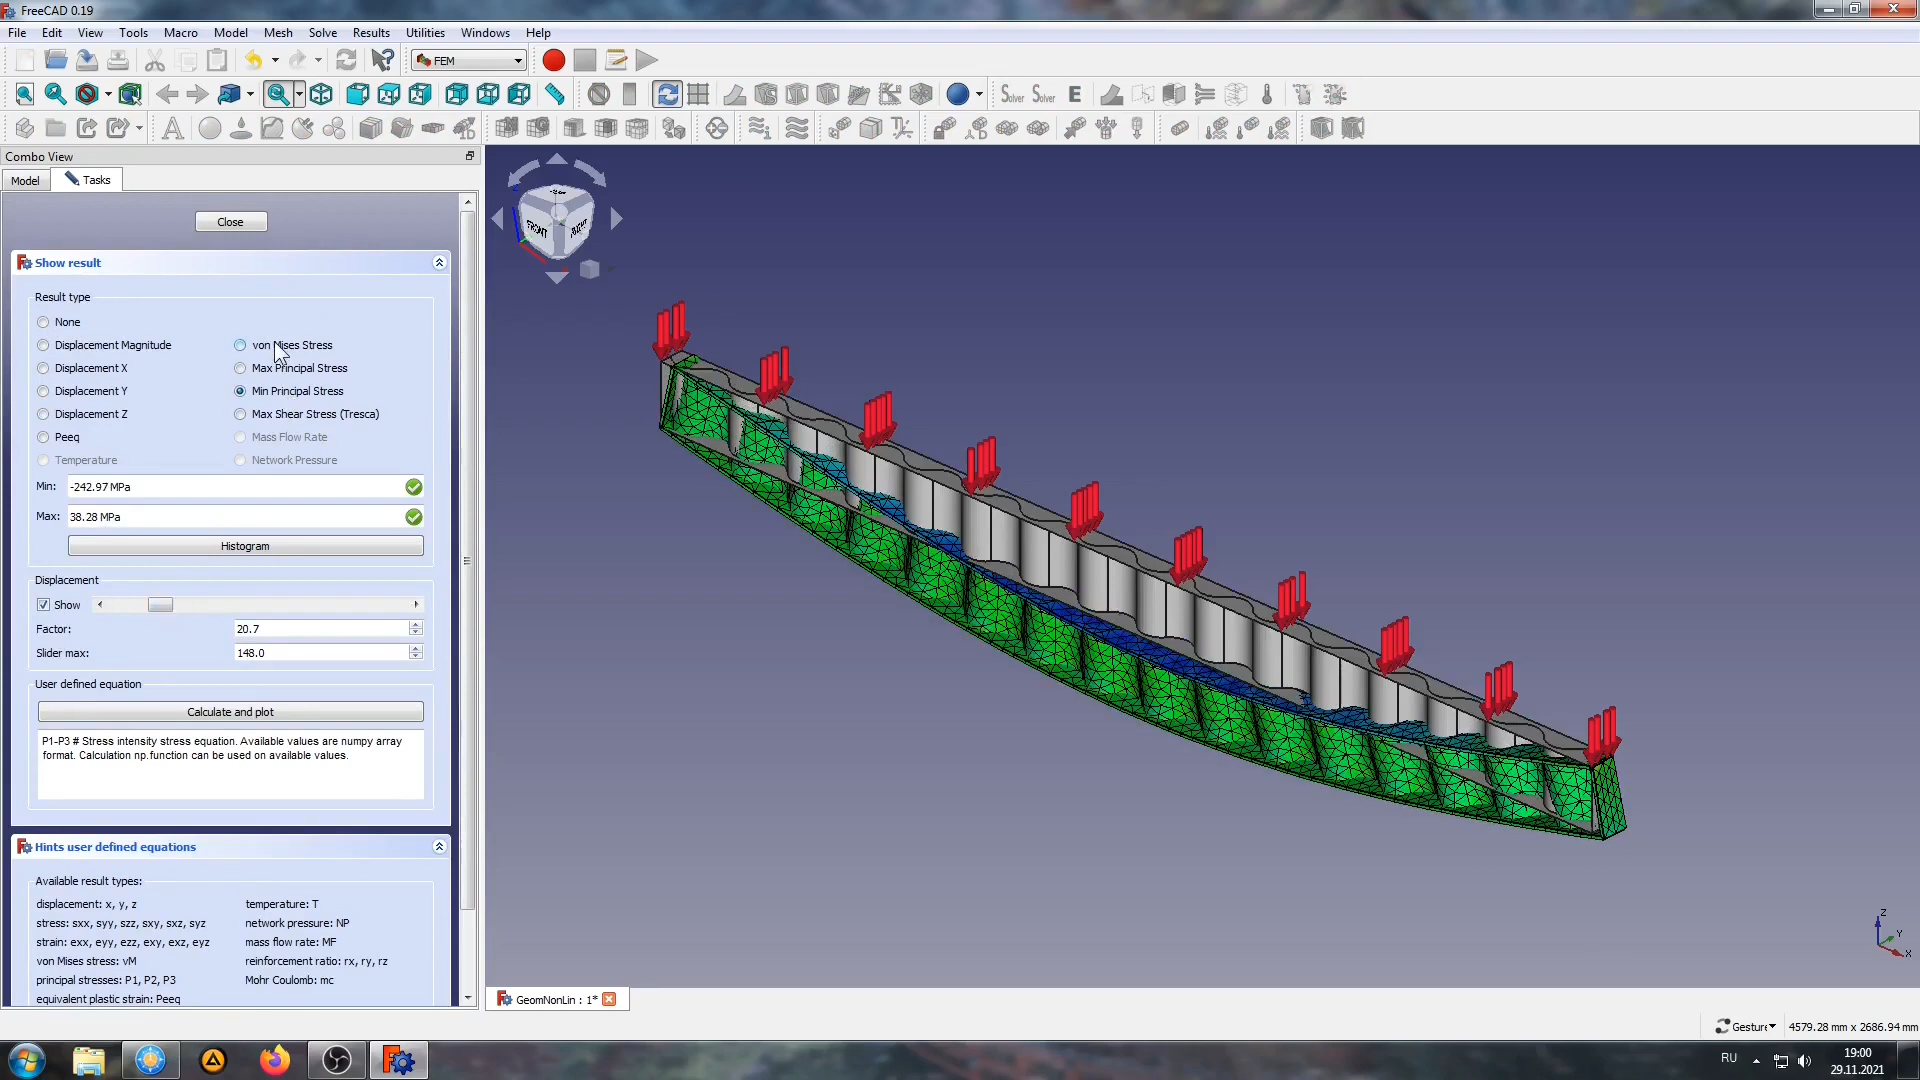 FreeCAD 0.19
File Edit View Tools Macro Model Mesh Solve Results Utilities Windows Help
FEM
Solver Solver E
Combo View
Model Tasks
Close
Show result
Result type
None
Displacement Magnitude von Mises Stress
Displacement X Max Principal Stress
Displacement Y Min Principal Stress
Displacement Z Max Shear Stress (Tresca)
Peeq Mass Flow Rate
Temperature Network Pressure
Min: -242.97 MPa
Max: 38.28 MPa
Histogram
Displacement
Show
Factor: 20.7
Slider max: 148.0
User defined equation
Calculate and plot
P1-P3 # Stress intensity stress equation. Available values are numpy array
format. Calculation np.function can be used on available values.
Hints user defined equations
Available result types:
displacement: x, y, z temperature: T
stress: sxx, syy, szz, sxy, sxz, syz network pressure: NP
strain: exx, eyy, ezz, exy, exz, eyz mass flow rate: MF
von Mises stress: vM reinforcement ratio: rx, ry, rz
principal stresses: P1, P2, P3 Mohr Coulomb: mc
equivalent plastic strain: Peeq
FRONT RIGHT
Z
Y
X
GeomNonLin : 1*
Gesture 4579.28 mm x 2686.94 mm
RU 19:00
29.11.2021